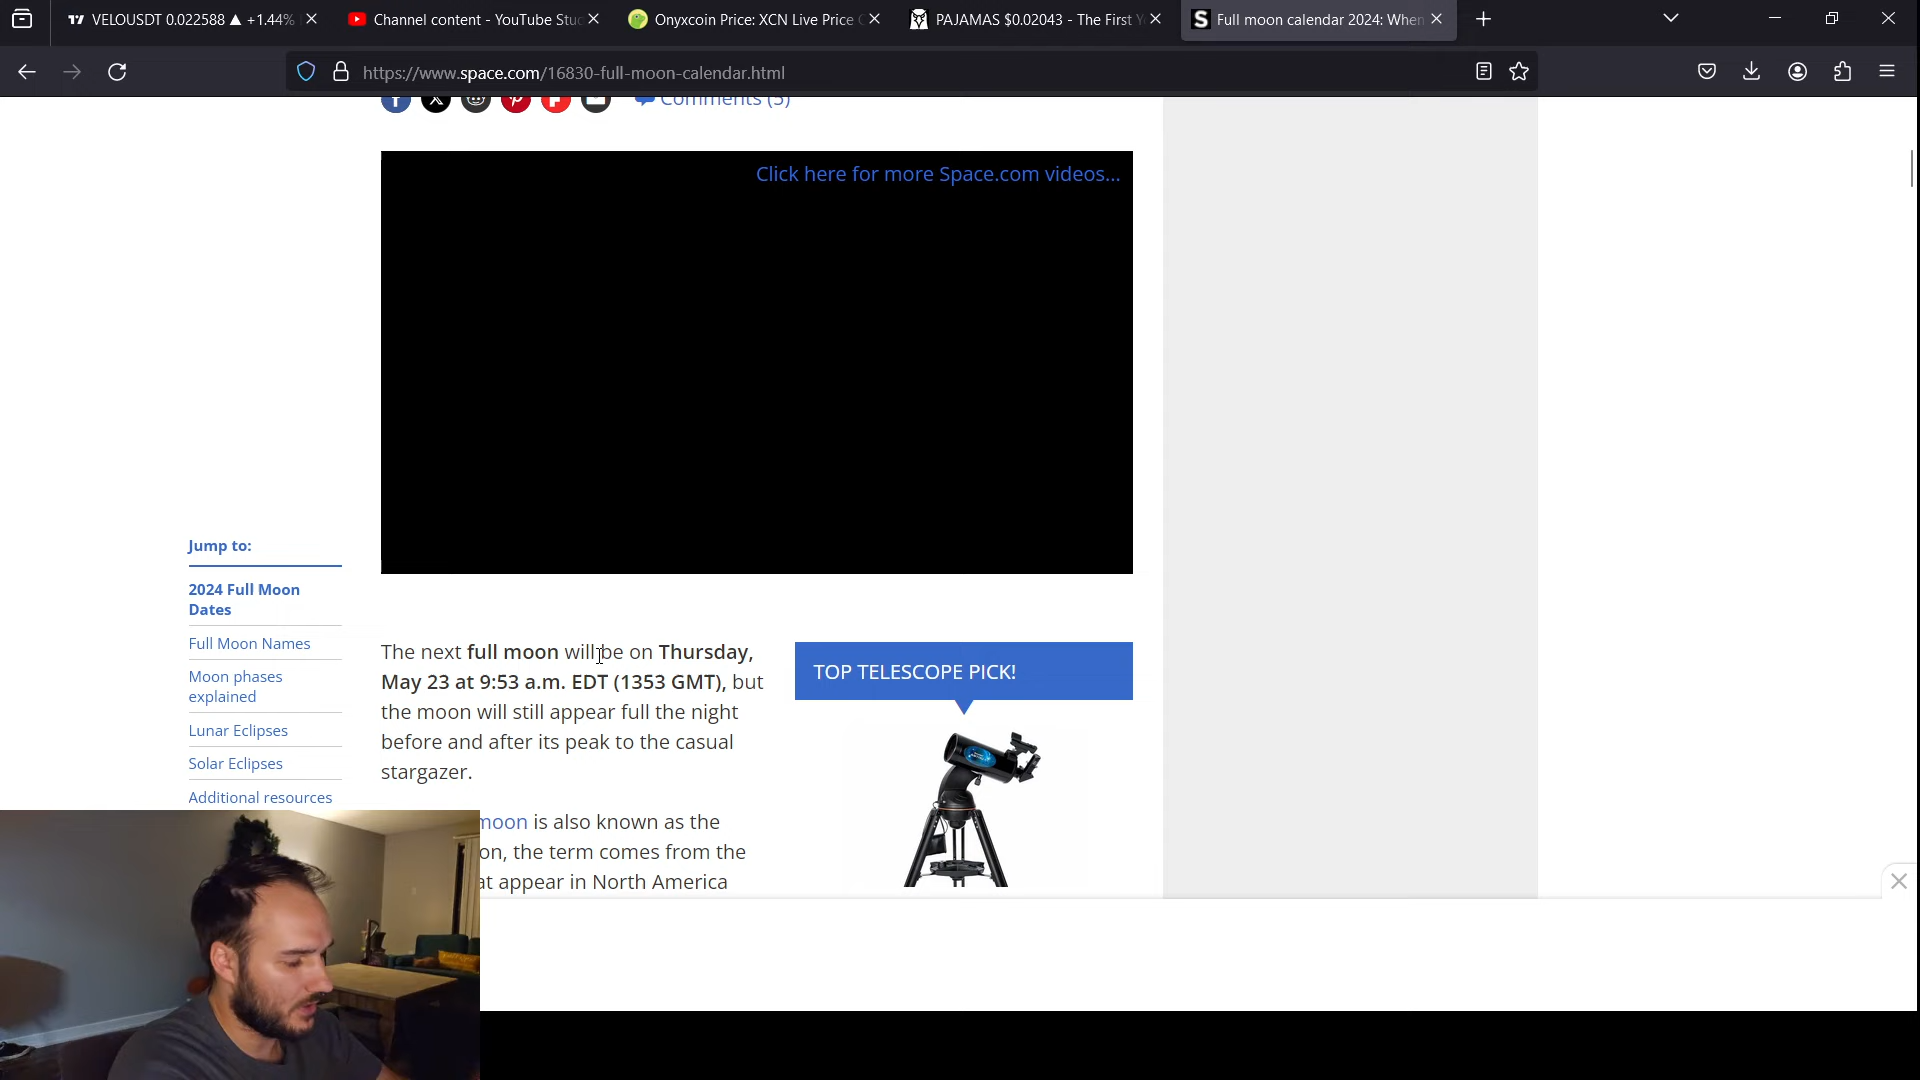 VELOUSDT 0.022588 ▲ +1.44%
Channel content - YouTube Stu
Onyxcoin Price: XCN Live Price
PAJAMAS $0.02043 - The First Y
Full moon calendar 2024: When
https://www.space.com/16830-full-moon-calendar.html
Comments (5)
Click here for more Space.com videos...
Jump to:
2024 Full Moon
Dates
Full Moon Names
Moon phases
explained
Lunar Eclipses
Solar Eclipses
Additional resources
The next full moon will be on Thursday,
May 23 at 9:53 a.m. EDT (1353 GMT), but
the moon will still appear full the night
before and after its peak to the casual
stargazer.
moon is also known as the
on, the term comes from the
at appear in North America
TOP TELESCOPE PICK!